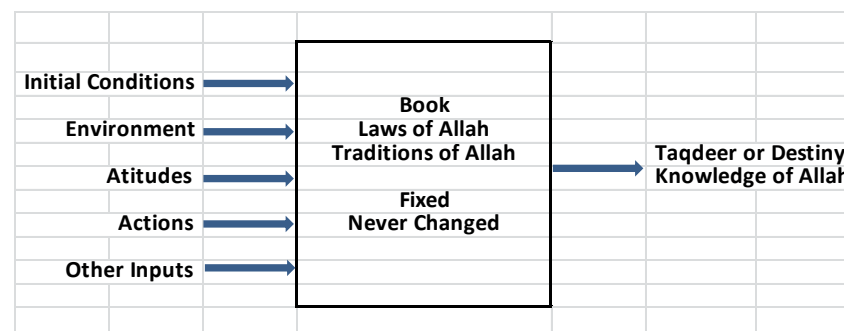 Initial Conditions
Environment
Atitudes
Actions
Other Inputs
Book
Laws of Allah
Traditions of Allah
Fixed
Never Changed
Taqdeer or Destiny
Knowledge of Allah